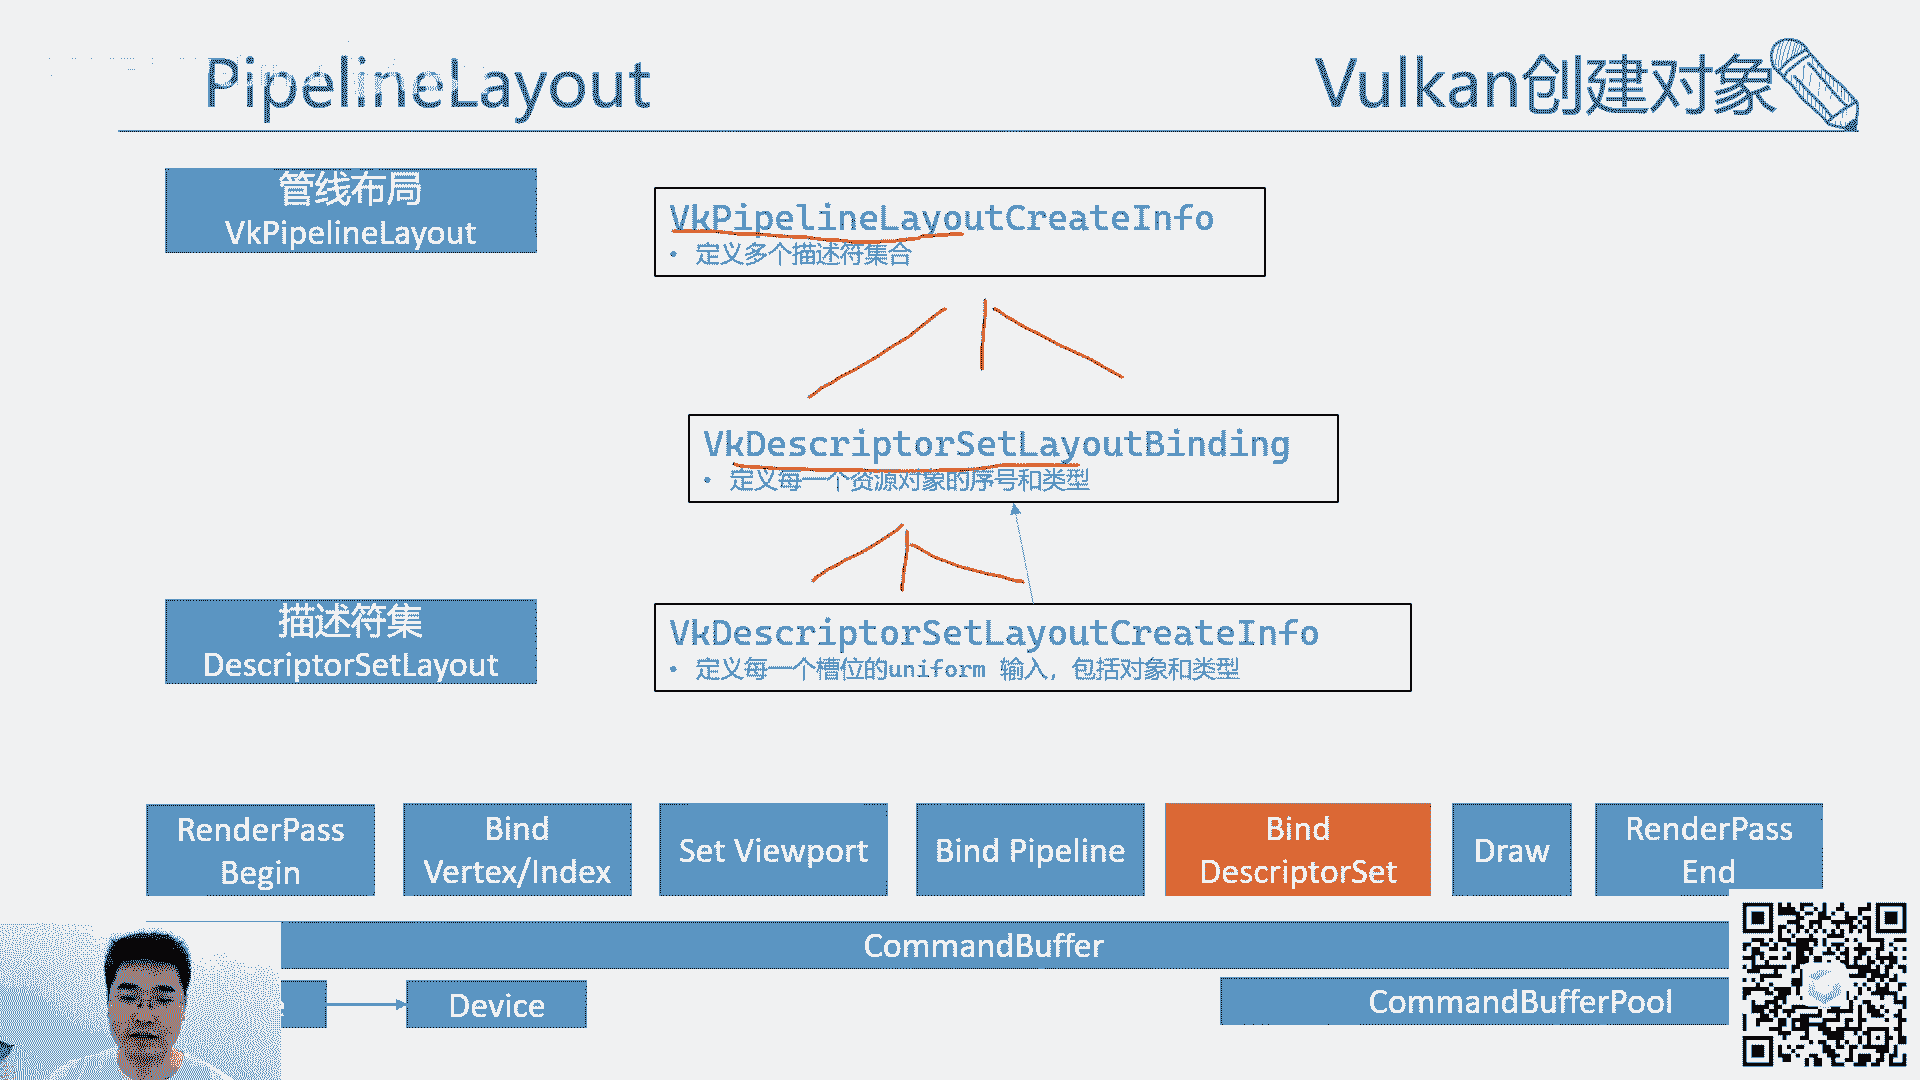 PipelineLayout
Vulkan创建对象
管线布局
VkPipelineLayout
VkPipelineLayoutCreateInfo
• 定义多个描述符集合
VkDescriptorSetLayoutBinding
• 定义每一个资源对象的序号和类型
描述符集
DescriptorSetLayout
VkDescriptorSetLayoutCreateInfo
• 定义每一个槽位的uniform 输入, 包括对象和类型
RenderPass
Begin
Bind
Vertex/Index
Set Viewport
Bind Pipeline
Bind
DescriptorSet
Draw
RenderPass
End
CommandBuffer
Device
CommandBufferPool